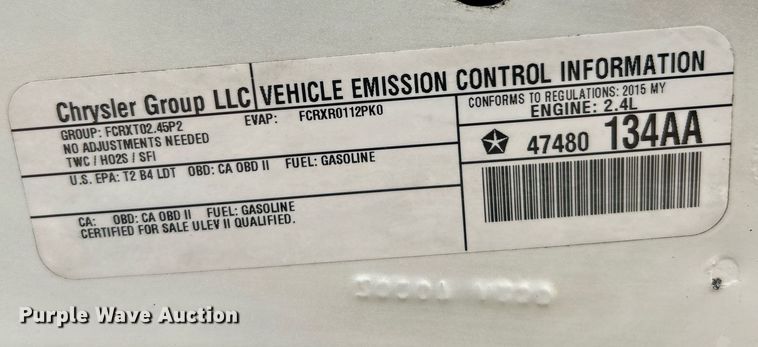 Chrysler Group LLC VEHICLE EMISSION CONTROL INFORMATION
GROUP: FCRXT02.45P2 EVAP: FCRXR0112PK0
NO ADJUSTMENTS NEEDED
TWC / HO2S / SFI
CONFORMS TO REGULATIONS: 2015 MY
ENGINE: 2.4L
47480 134AA
U.S. EPA: T2 B4 LDT OBD: CA OBD II FUEL: GASOLINE
CA: OBD: CA OBD II FUEL: GASOLINE
CERTIFIED FOR SALE ULEV II QUALIFIED.
Purple Wave Auction